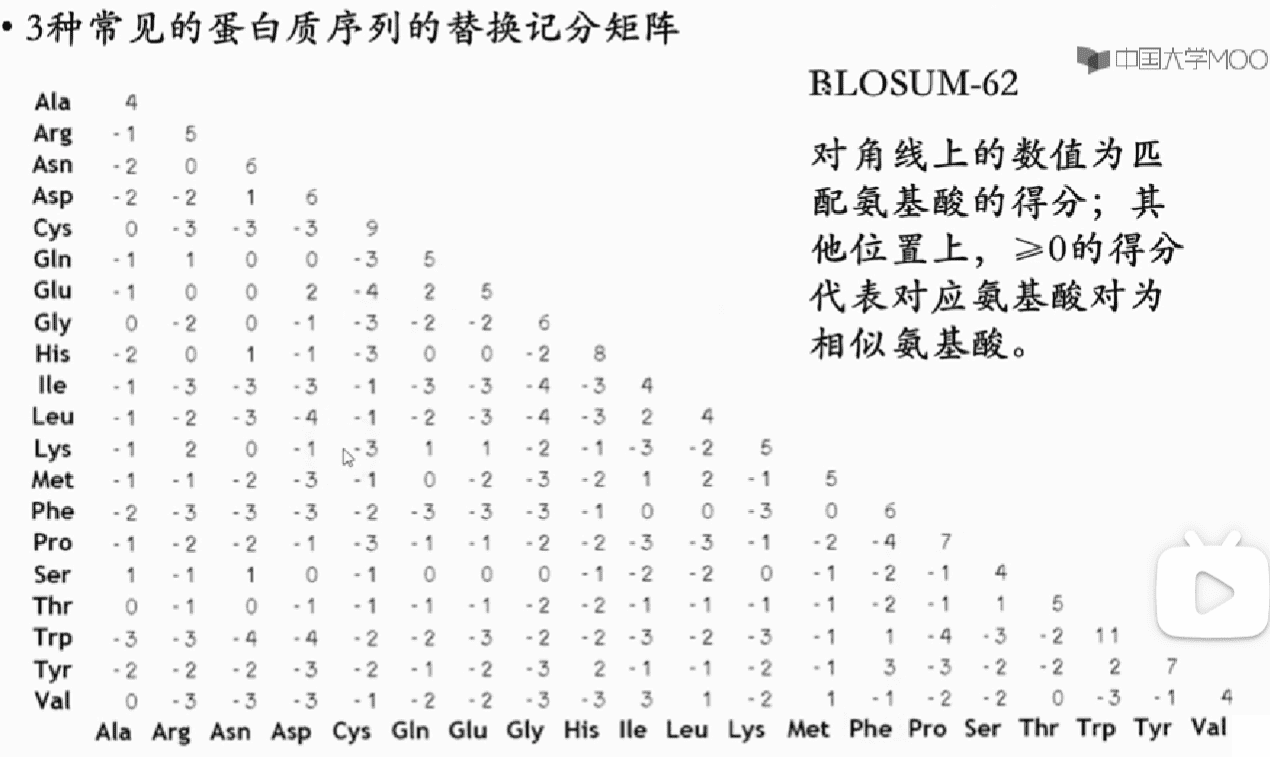 • 3种常见的蛋白质序列的替换记分矩阵
中国大学MOO
BLOSUM-62
对角线上的数值为匹
配氨基酸的得分；其
他位置上，≥0的得分
代表对应氨基酸对为
相似氨基酸。
Ala 4
Arg -1 5
Asn -2 0 6
Asp -2 -2 1 6
Cys 0 -3 -3 -3 9
Gln -1 1 0 0 -3 5
Glu -1 0 0 2 -4 2 5
Gly 0 -2 0 -1 -3 -2 -2 6
His -2 0 1 -1 -3 0 0 -2 8
Ile -1 -3 -3 -3 -1 -3 -3 -4 -3 4
Leu -1 -2 -3 -4 -1 -2 -3 -4 -3 2 4
Lys -1 2 0 -1 -3 1 1 -2 -1 -3 -2 5
Met -1 -1 -2 -3 -1 0 -2 -3 -2 1 2 -1 5
Phe -2 -3 -3 -3 -2 -3 -3 -3 -1 0 0 -3 0 6
Pro -1 -2 -2 -1 -3 -1 -1 -2 -2 -3 -3 -1 -2 -4 7
Ser 1 -1 1 0 -1 0 0 0 -1 -2 -2 0 -1 -2 -1 4
Thr 0 -1 0 -1 -1 -1 -1 -2 -2 -1 -1 -1 -1 -2 -1 1 5
Trp -3 -3 -4 -4 -2 -2 -3 -2 -2 -3 -2 -3 -1 1 -4 -3 -2 11
Tyr -2 -2 -2 -3 -2 -1 -2 -3 2 -1 -1 -2 -1 3 -3 -2 -2 2 7
Val 0 -3 -3 -3 -1 -2 -2 -3 -3 3 1 -2 1 -1 -2 -2 0 -3 -1 4
Ala Arg Asn Asp Cys Gln Glu Gly His Ile Leu Lys Met Phe Pro Ser Thr Trp Tyr Val